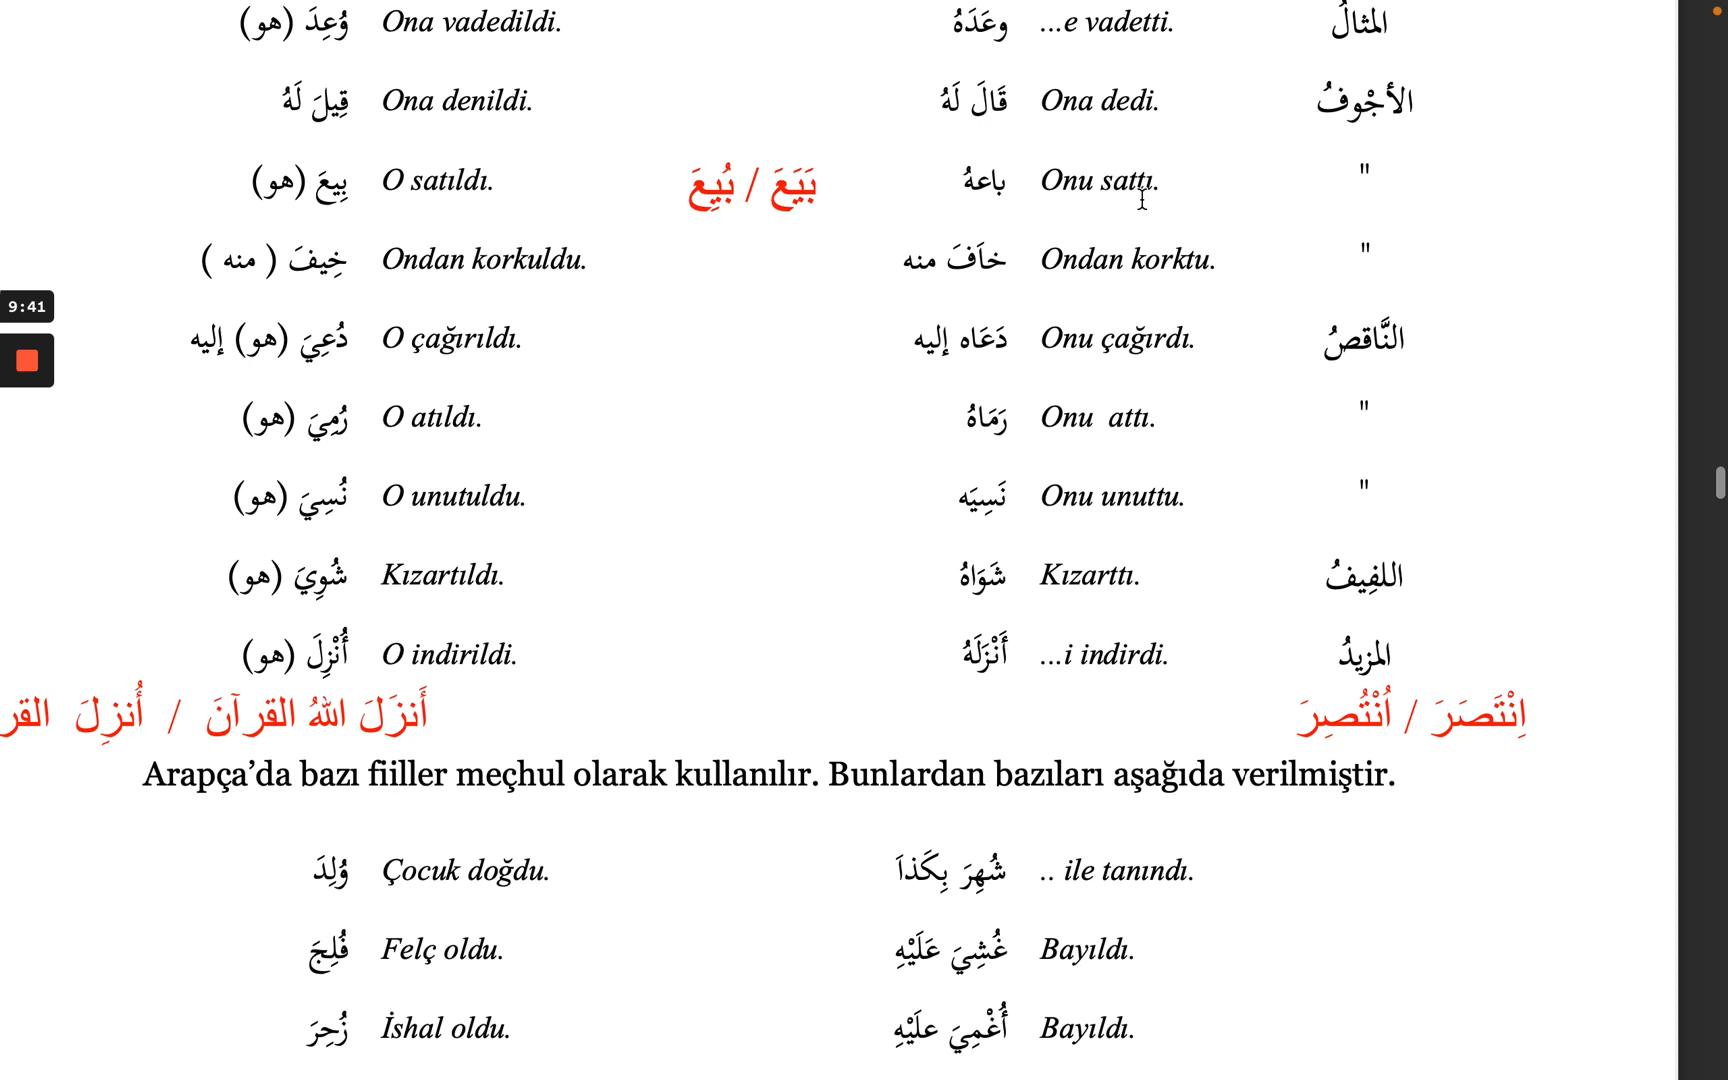 المثالُ ...e vadetti. وعَدَهُ Ona vadedildi. وُعِدَ (هو)
الأجْوفُ Ona dedi. قَالَ لَهُ Ona denildi. قِيلَ لَهُ
" Onu sattı. باعهُ بَيَعَ / بُيِعَ O satıldı. بِيعَ (هو)
" Ondan korktu. خاَفَ منه Ondan korkuldu. خِيفَ ( منه )
النَّاقصُ Onu çağırdı. دَعَاه إليه O çağırıldı. دُعِيَ (هو) إليه
" Onu attı. رَمَاهُ O atıldı. رُمِيَ (هو)
" Onu unuttu. نَسِيَه O unutuldu. نُسِيَ (هو)
اللفِيفُ Kızarttı. شَوَاهُ Kızartıldı. شُوِيَ (هو)
المزيدُ ...i indirdi. أَنْزَلَهُ O indirildi. أُنْزِلَ (هو)
اِنْتَصَرَ / اُنْتُصِرَ أَنزَلَ اللهُ القرآنَ / أُنزِلَ القر
Arapça’da bazı fiiller meçhul olarak kullanılır. Bunlardan bazıları aşağıda verilmiştir.
.. ile tanındı. شُهِرَ بِكَذاَ Çocuk doğdu. وُلِدَ
Bayıldı. غُشِيَ عَلَيْهِ Felç oldu. فُلِجَ
Bayıldı. أُغْمِيَ علَيْهِ İshal oldu. زُحِرَ
9:41